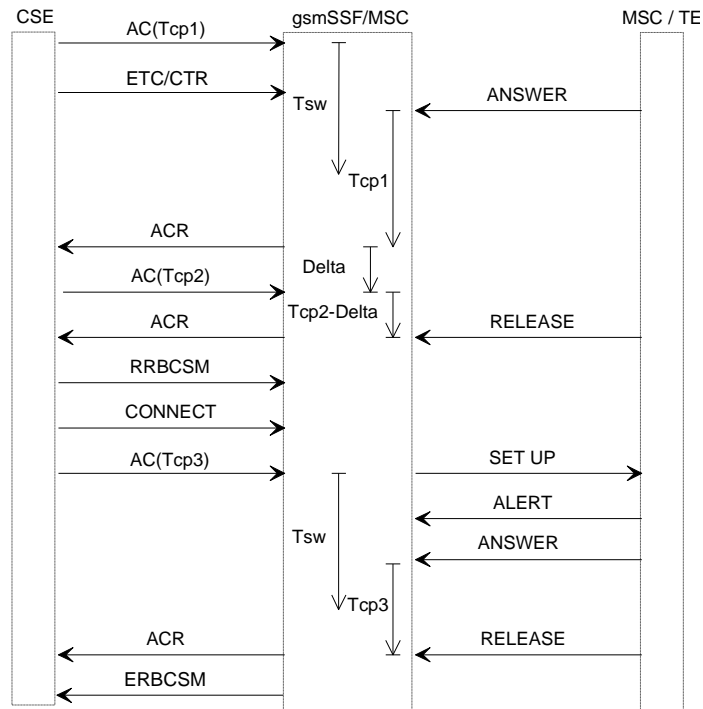 CSE gsmSSF/MSC MSC / TE
AC(Tcp1)
ETC/CTR
Tsw
ANSWER
Tcp1
ACR
Delta
AC(Tcp2)
Tcp2-Delta
ACR
RELEASE
RRBCSM
CONNECT
AC(Tcp3)
SET UP
ALERT
Tsw
ANSWER
Tcp3
ACR
RELEASE
ERBCSM